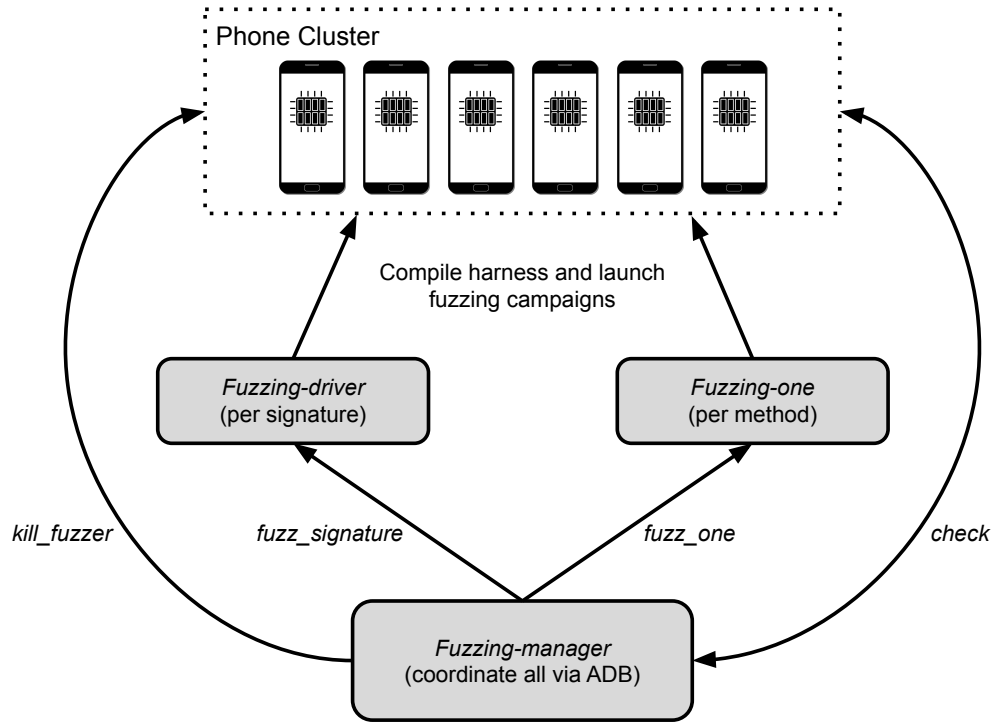 Phone Cluster
Compile harness and launch
fuzzing campaigns
Fuzzing-driver
(per signature)
Fuzzing-one
(per method)
kill_fuzzer
fuzz_signature
fuzz_one
check
Fuzzing-manager
(coordinate all via ADB)